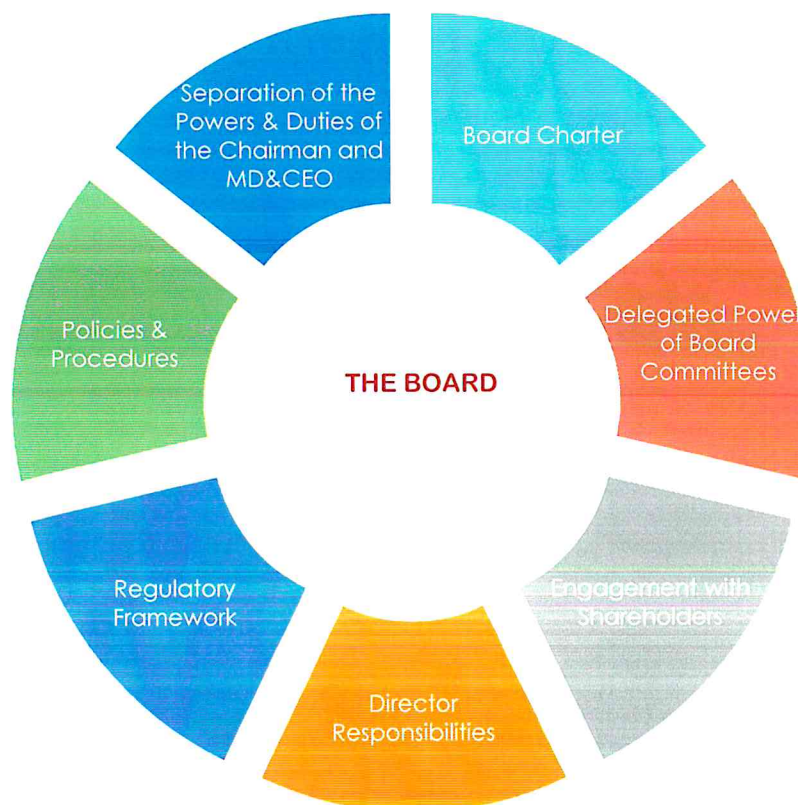 Separation of the
Powers & Duties of
the Chairman and
MD&CEO
Board Charter
Delegated Power
of Board
Committees
Policies &
Procedures
THE BOARD
Engagement with
Shareholders
Regulatory
Framework
Director
Responsibilities